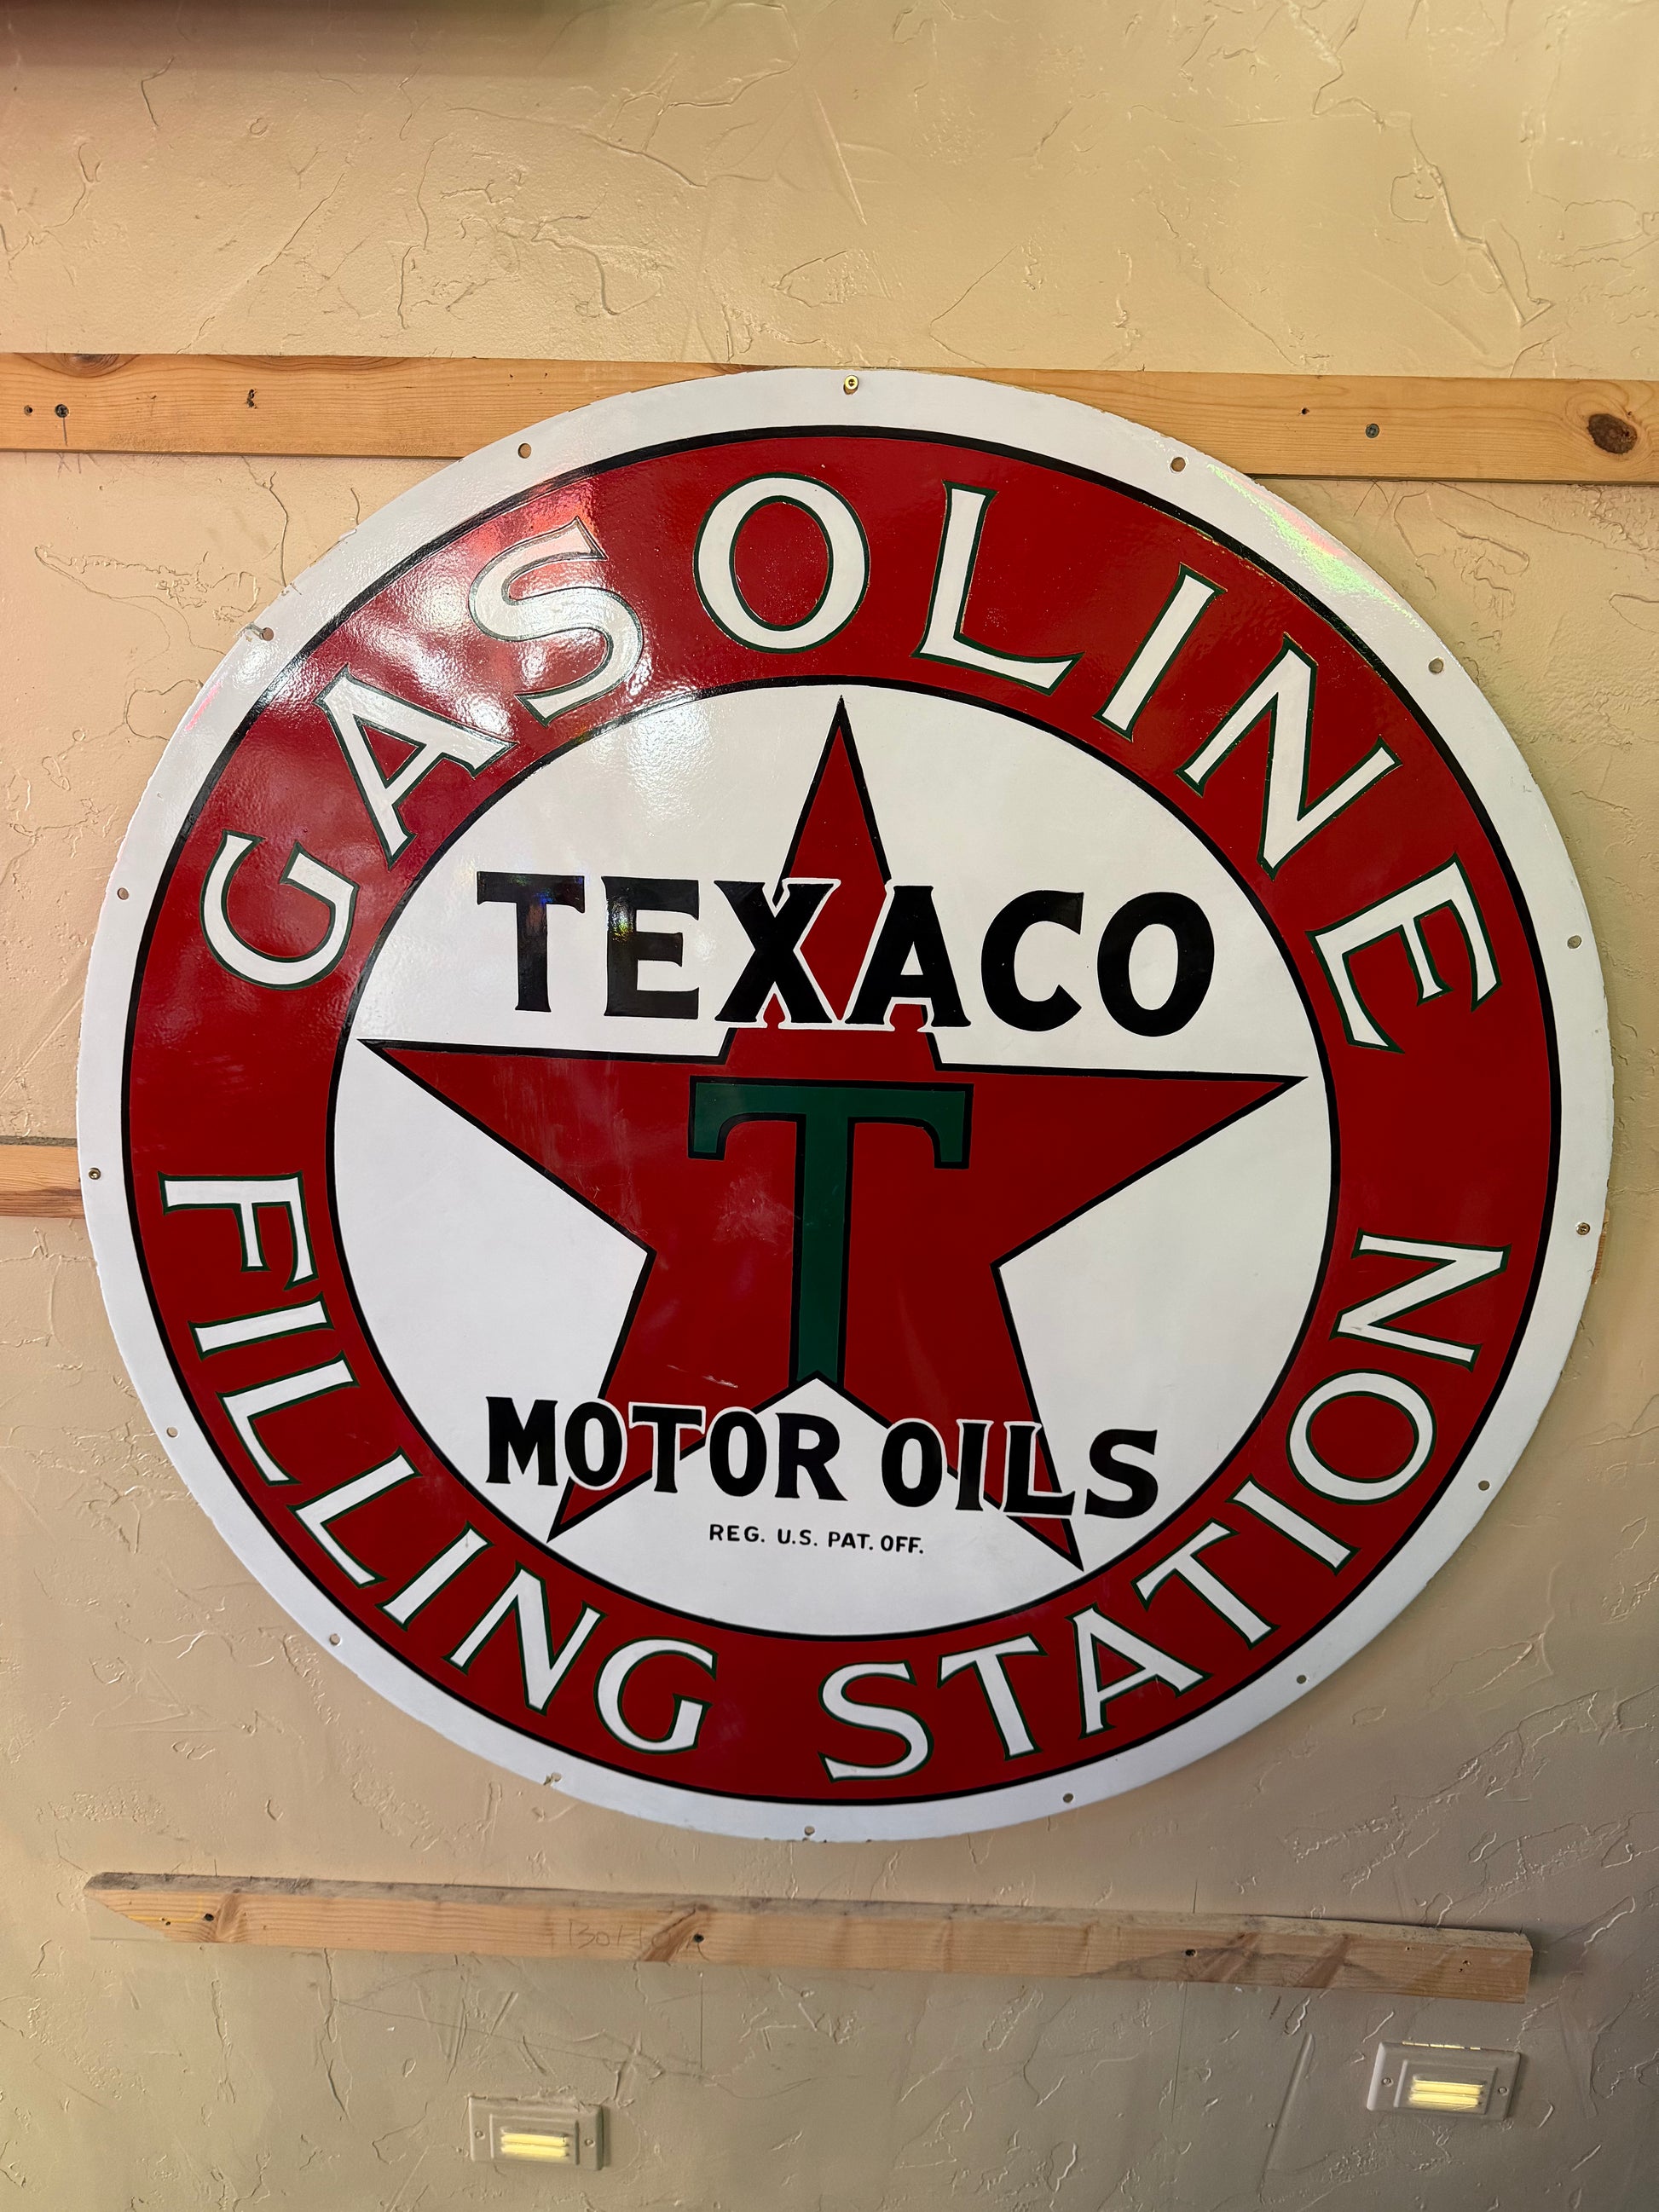 GASOLINE
TEXACO
T
MOTOR OILS
REG. U.S. PAT. OFF.
FILLING STATION